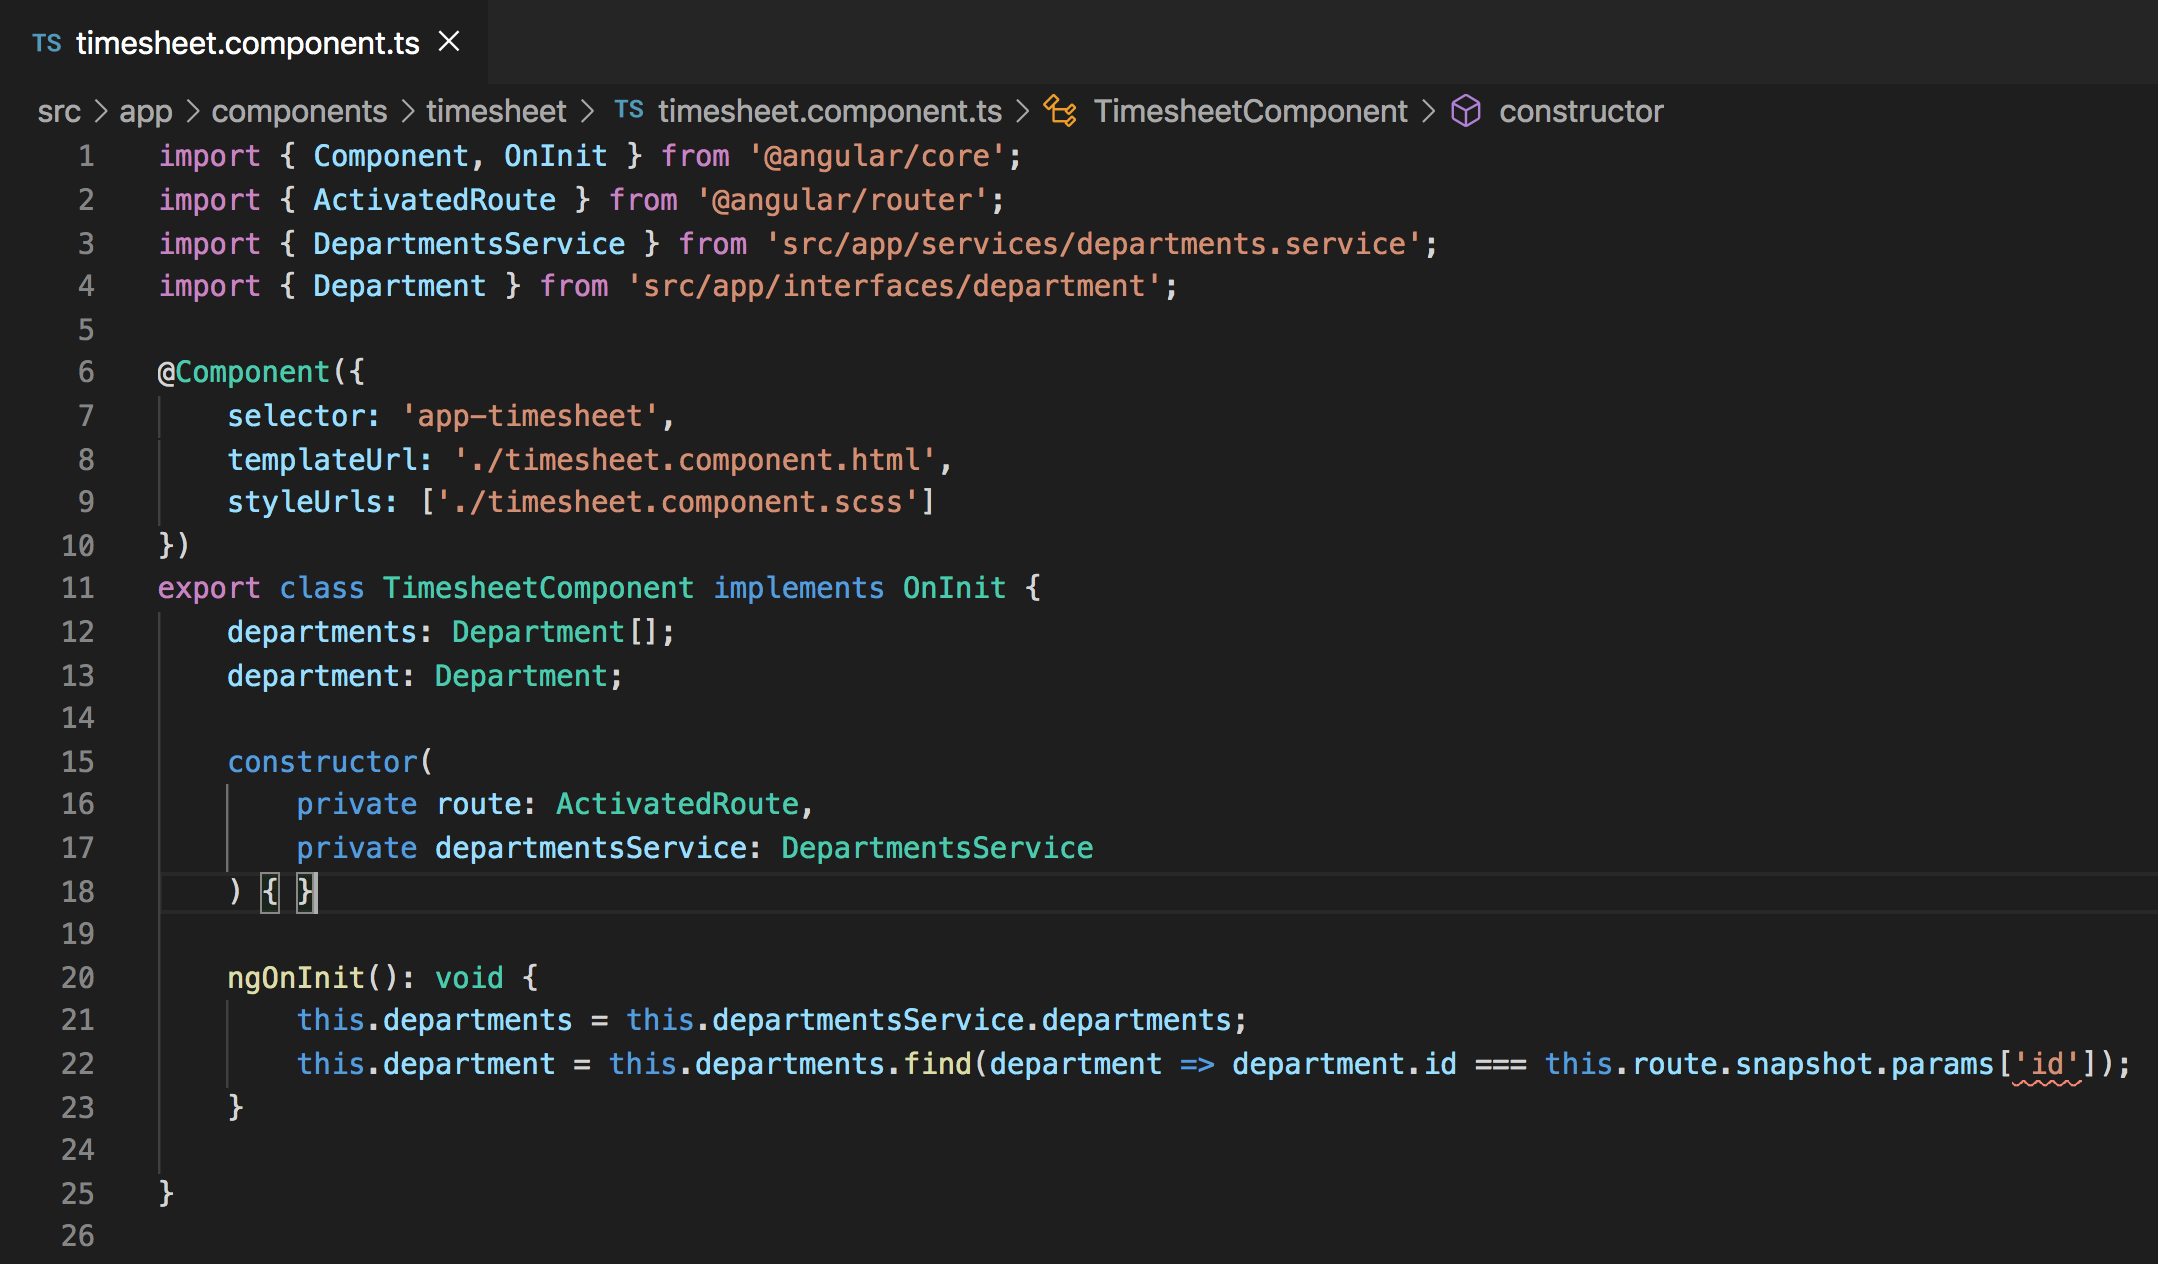 TS timesheet.component.ts
src > app > components > timesheet > TS timesheet.component.ts > TimesheetComponent > constructor
1 import { Component, OnInit } from '@angular/core';
2 import { ActivatedRoute } from '@angular/router';
3 import { DepartmentsService } from 'src/app/services/departments.service';
4 import { Department } from 'src/app/interfaces/department';
5
6 @Component({
7     selector: 'app-timesheet',
8     templateUrl: './timesheet.component.html',
9     styleUrls: ['./timesheet.component.scss']
10 })
11 export class TimesheetComponent implements OnInit {
12     departments: Department[];
13     department: Department;
14
15     constructor(
16         private route: ActivatedRoute,
17         private departmentsService: DepartmentsService
18     ) { }
19
20     ngOnInit(): void {
21         this.departments = this.departmentsService.departments;
22         this.department = this.departments.find(department => department.id === this.route.snapshot.params['id']);
23     }
24
25 }
26